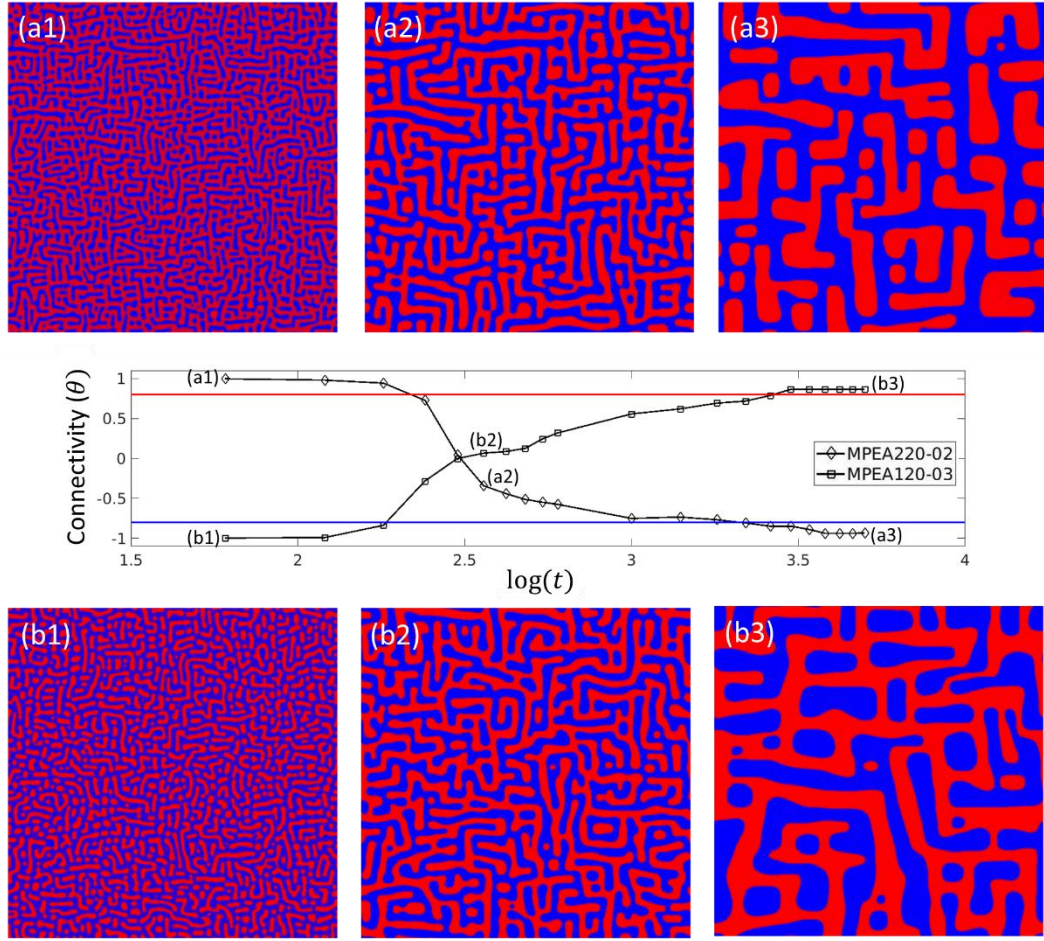 (a1) (a2) (a3)
Connectivity (θ)
1
0.5
0
-0.5
-1
(a1)
(b3)
(b2)
(a2)
(b1)
(a3)
MPEA220-02
MPEA120-03
1.5 2 2.5 3 3.5 4
log(t)
(b1) (b2) (b3)